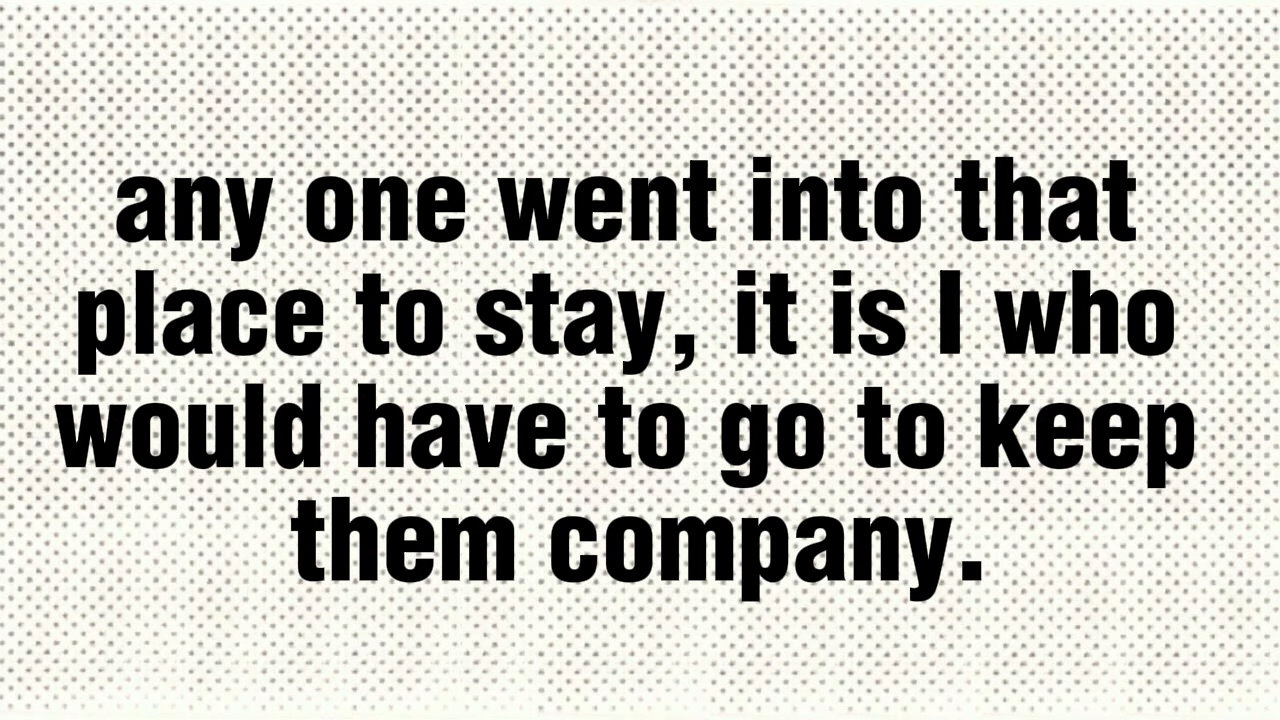 any one went into that
place to stay, it is I who
would have to go to keep
them company.